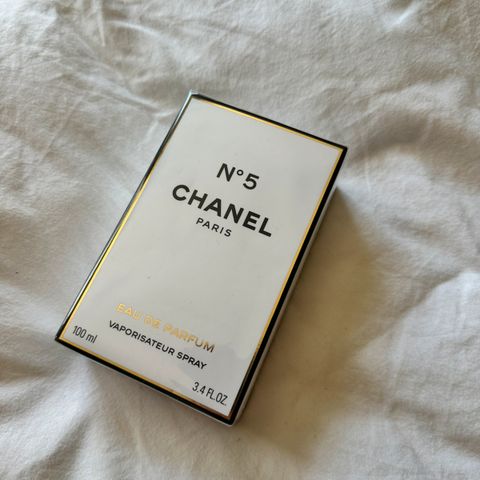 N°5
CHANEL
PARIS
EAU DE PARFUM
VAPORISATEUR SPRAY
100 ml
3.4 FL.OZ.